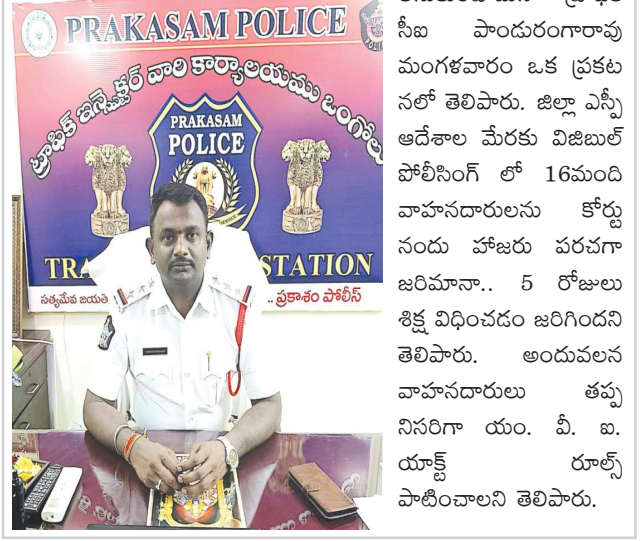 PRAKASAM POLICE
ట్రాఫిక్ ఇన్స్పెక్టర్ వారి కార్యాలయము ఒంగోలు
PRAKASAM
POLICE
TRA
STATION
సత్యమేవ జయతే
.. ప్రకాశం పోలీస్
సీఐ పాండురంగారావు
మంగళవారం ఒక ప్రకట
నలో తెలిపారు. జిల్లా ఎస్పీ
ఆదేశాల మేరకు విజిబుల్
పోలీసింగ్ లో 16మంది
వాహనదారులను కోర్టు
నందు హాజరు పరచగా
జరిమానా.. 5 రోజులు
శిక్ష విధించడం జరిగిందని
తెలిపారు. అందువలన
వాహనదారులు తప్ప
నిసరిగా యం. వీ. ఐ.
యాక్ట్ రూల్స్
పాటించాలని తెలిపారు.